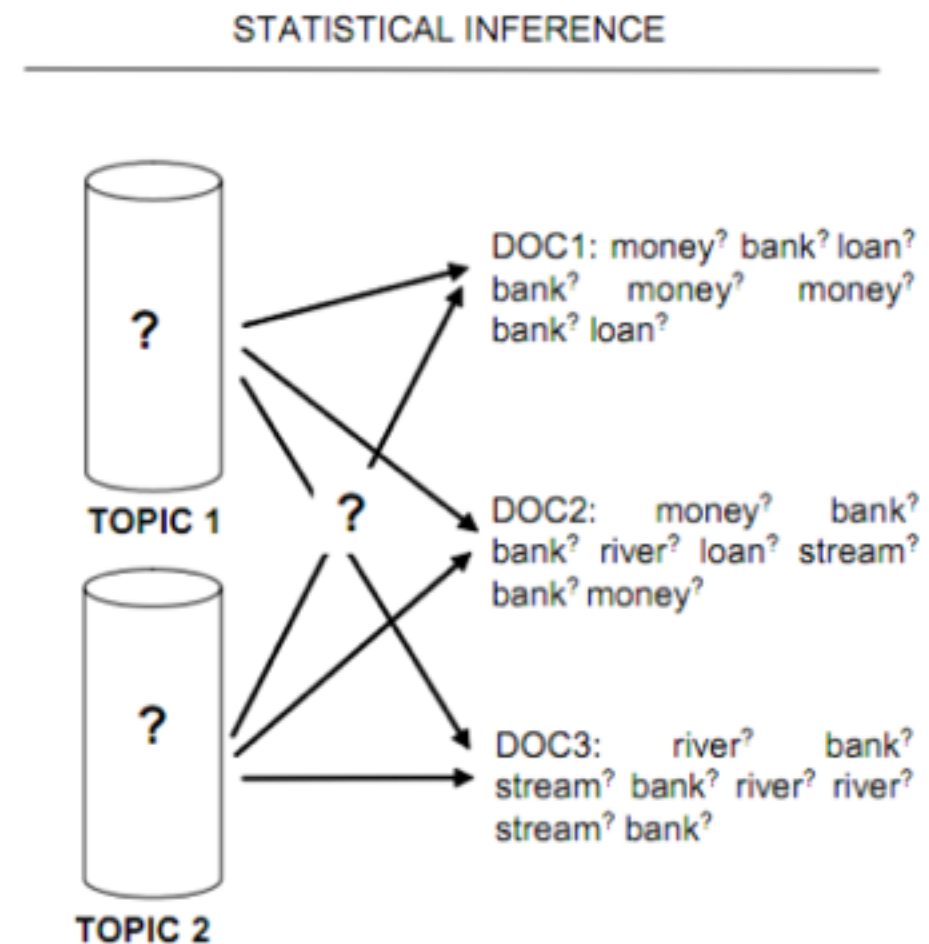 STATISTICAL INFERENCE
?
TOPIC 1
?
TOPIC 2
?
DOC1: money? bank? loan?
bank? money? money?
bank? loan?
DOC2: money? bank?
bank? river? loan? stream?
bank? money?
DOC3: river? bank?
stream? bank? river? river?
stream? bank?